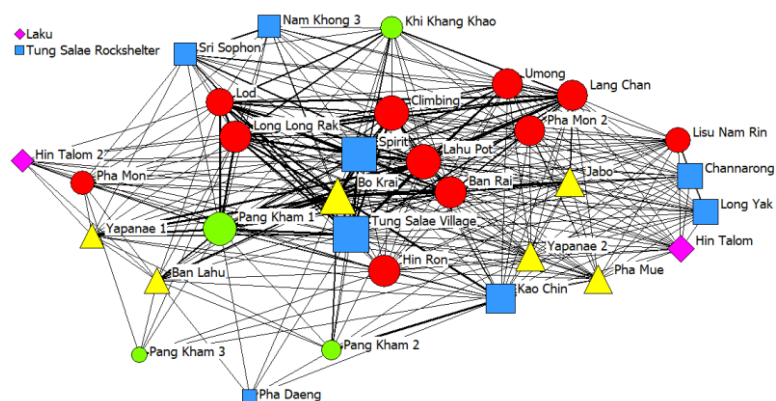 Nam Khong 3
Khi Khang Khao
Laku
Tung Salae Rockshelter
Sri Sophon
Umong
Lang Chan
Lod
Climbing
Pha Mon 2
Long Long Rak
Spirit
Lahu Pot
Lisu Nam Rin
Hin Talom 2
Pha Mon
Bo Krai
Ban Rai
Jabo
Channarong
Yapanae 1
Pang Kham 1
Tung Salae Village
Long Yak
Yapanae 2
Hin Talom
Ban Lahu
Hin Ron
Pha Mue
Kao Chin
Pang Kham 3
Pang Kham 2
Pha Daeng